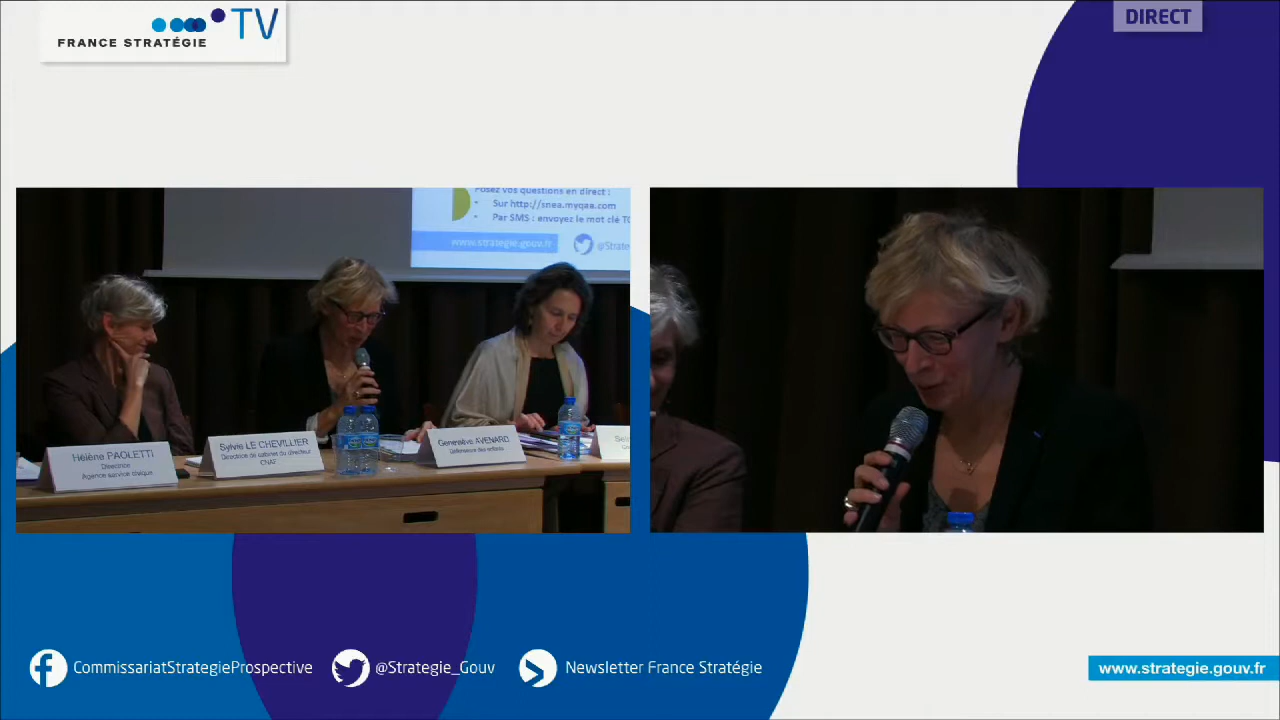 FRANCE STRATÉGIE TV
DIRECT
Posez vos questions en direct :
• Sur http://snea.myqaa.com
• Par SMS : envoyez le mot clé
www.strategie.gouv.fr
@Strate
Hélène PAOLETTI
Directrice
Agence service civique
Sylvie LE CHEVILLIER
Directrice de cabinet du directeur
CNAF
Geneviève AVENARD
Défenseure des enfants
CommissariatStrategieProspective
@Strategie_Gouv
Newsletter France Stratégie
www.strategie.gouv.fr